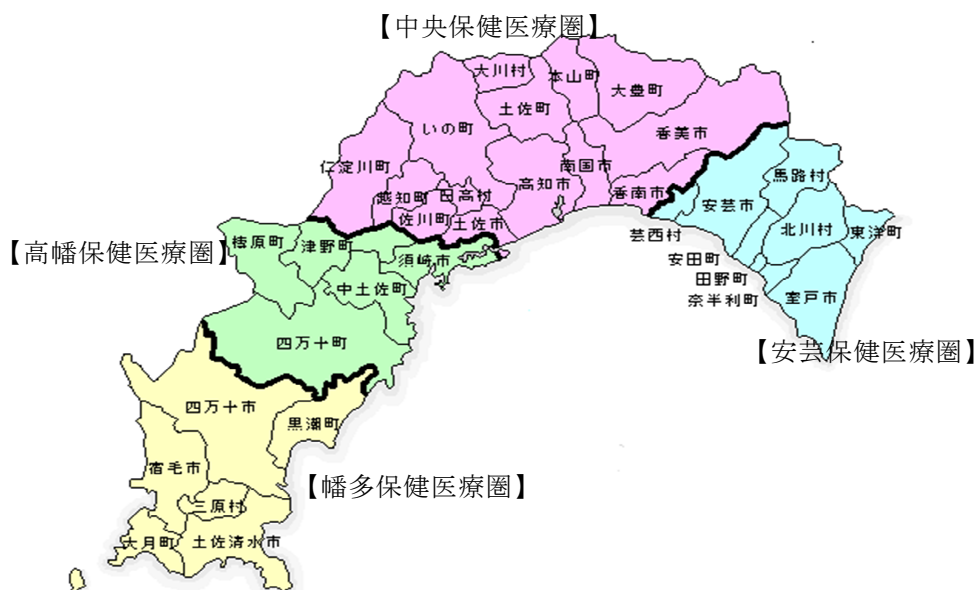 【中央保健医療圏】
大川村
本山町
大豊町
土佐町
いの町
香美市
仁淀川町
南国市
高知市
越知町
日高村
香南市
佐川町
土佐市
馬路村
安芸市
北川村
東洋町
芸西村
安田町
田野町
奈半利町
室戸市
【安芸保健医療圏】
【高幡保健医療圏】
梼原町
津野町
須崎市
中土佐町
四万十町
四万十市
黒潮町
宿毛市
【幡多保健医療圏】
三原村
大月町
土佐清水市